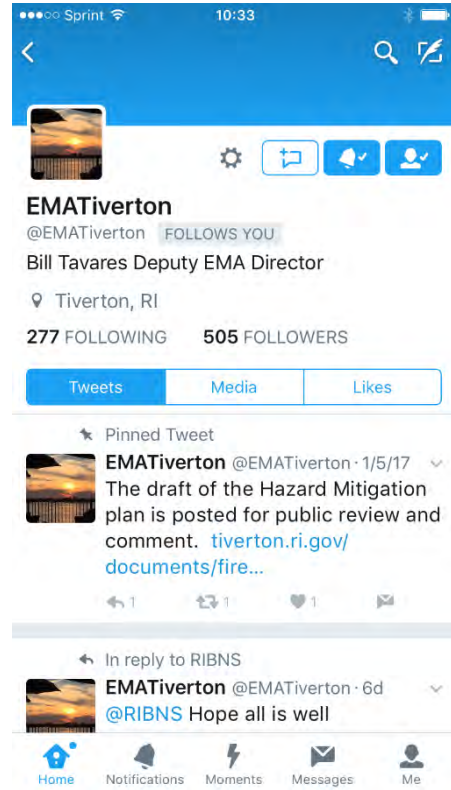 Sprint 10:33
EMATiverton
@EMATiverton FOLLOWS YOU
Bill Tavares Deputy EMA Director
Tiverton, RI
277 FOLLOWING 505 FOLLOWERS
Tweets Media Likes
Pinned Tweet
EMATiverton @EMATiverton · 1/5/17
The draft of the Hazard Mitigation
plan is posted for public review and
comment. tiverton.ri.gov/
documents/fire...
1 1 1
In reply to RIBNS
EMATiverton @EMATiverton · 6d
@RIBNS Hope all is well
Home Notifications Moments Messages Me